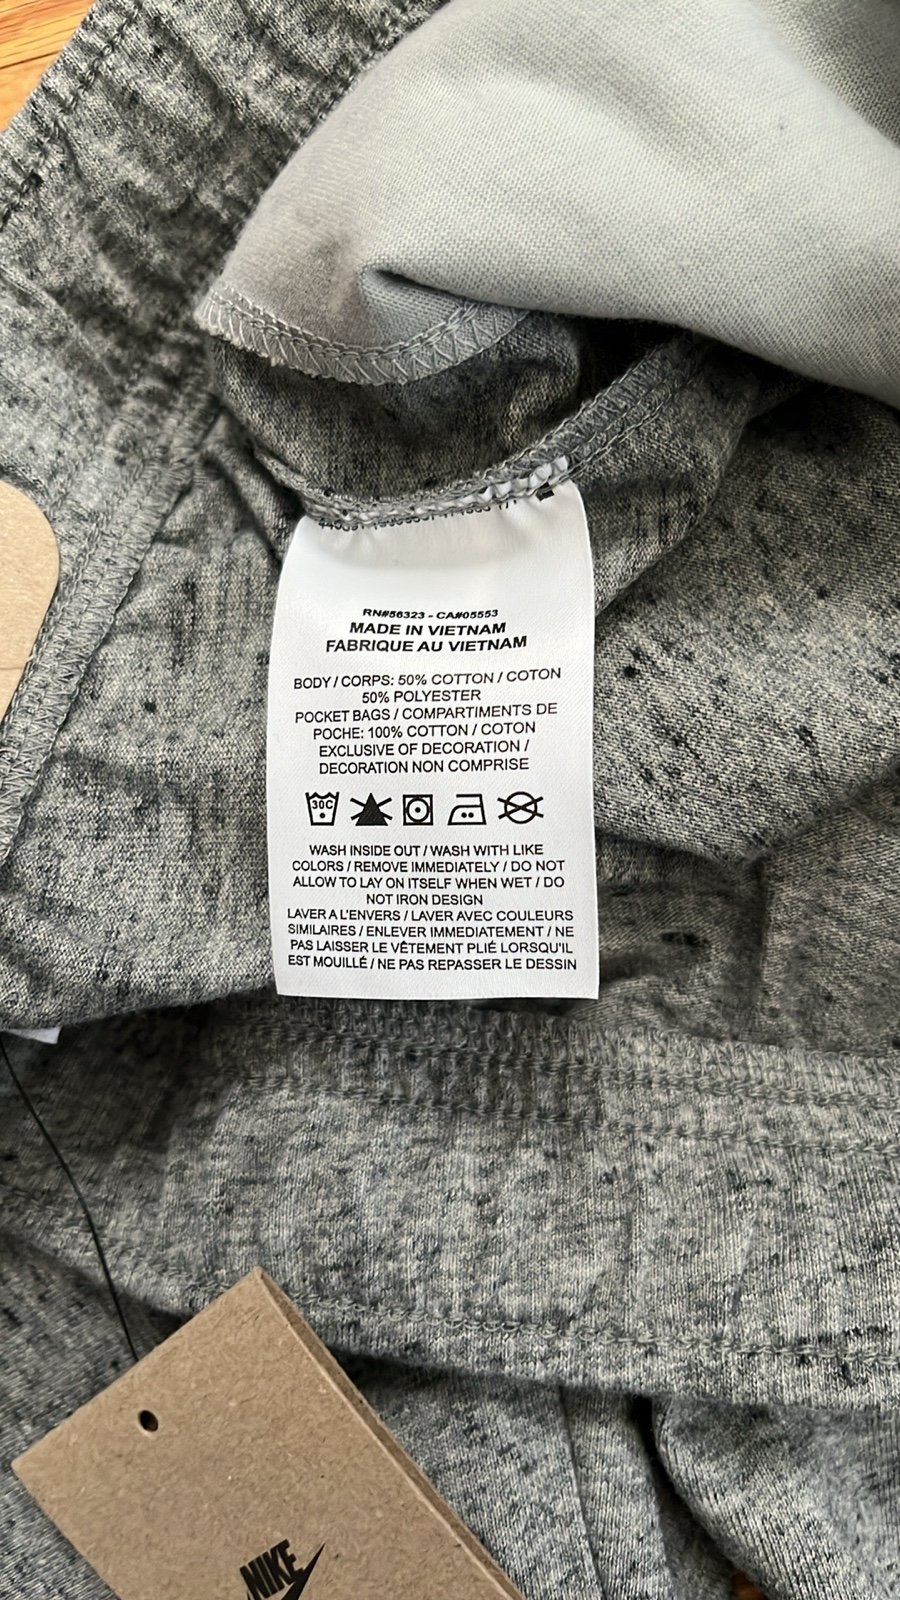 RN#56323 - CA#05553
MADE IN VIETNAM
FABRIQUE AU VIETNAM
BODY / CORPS: 50% COTTON / COTON
50% POLYESTER
POCKET BAGS / COMPARTIMENTS DE
POCHE: 100% COTTON / COTON
EXCLUSIVE OF DECORATION /
DECORATION NON COMPRISE
30C
WASH INSIDE OUT / WASH WITH LIKE
COLORS / REMOVE IMMEDIATELY / DO NOT
ALLOW TO LAY ON ITSELF WHEN WET / DO
NOT IRON DESIGN
LAVER A L'ENVERS / LAVER AVEC COULEURS
SIMILAIRES / ENLEVER IMMEDIATEMENT / NE
PAS LAISSER LE VÊTEMENT PLIÉ LORSQU'IL
EST MOUILLÉ / NE PAS REPASSER LE DESSIN
NIKE